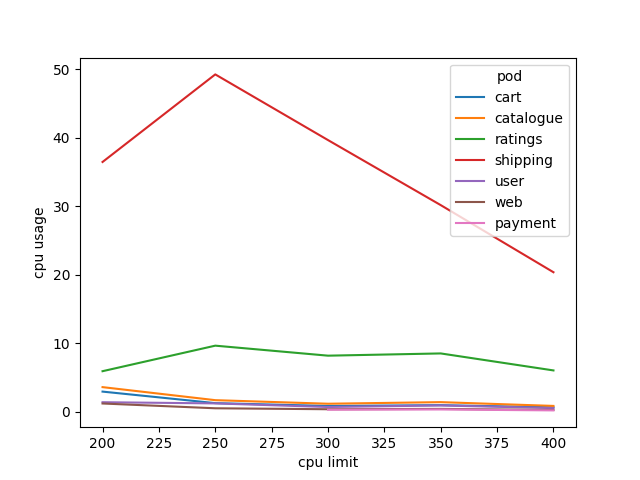 50
40
30
20
10
0
cpu usage
200
225
250
275
300
325
350
375
400
cpu limit
pod
cart
catalogue
ratings
shipping
user
web
payment